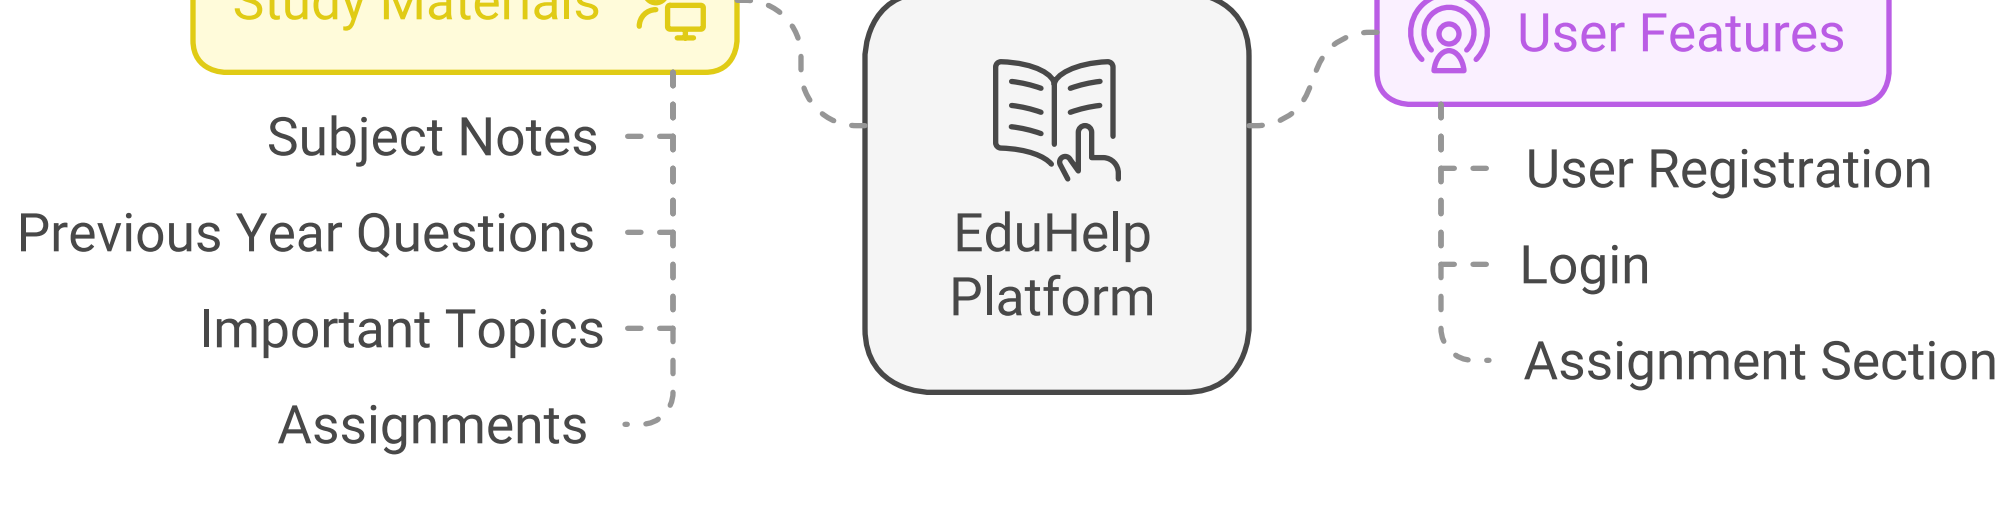 Study Materials
Subject Notes
Previous Year Questions
Important Topics
Assignments
EduHelp
Platform
User Features
User Registration
Login
Assignment Section